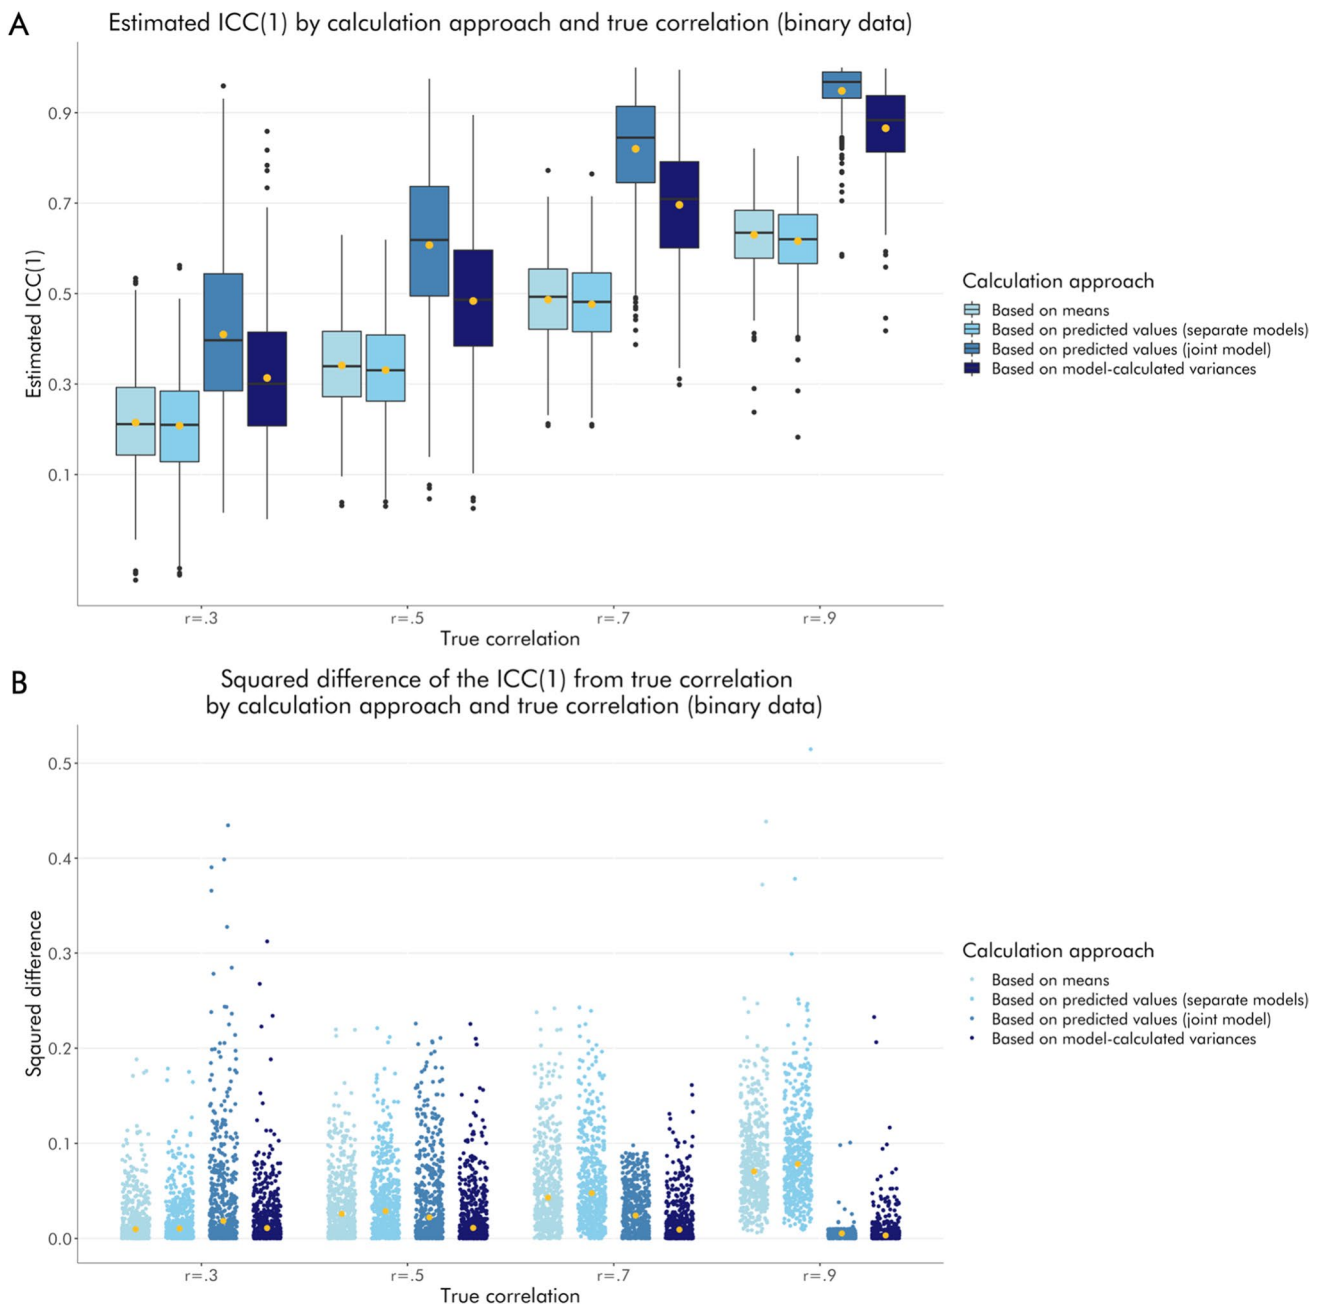 A
Estimated ICC(1) by calculation approach and true correlation (binary data)
Estimated ICC(1)
0.9
0.7
0.5
0.3
0.1
r=.3
r=.5
r=.7
r=.9
True correlation
Calculation approach
Based on means
Based on predicted values (separate models)
Based on predicted values (joint model)
Based on model-calculated variances
B
Squared difference of the ICC(1) from true correlation
by calculation approach and true correlation (binary data)
Sqaured difference
0.5
0.4
0.3
0.2
0.1
0.0
r=.3
r=.5
r=.7
r=.9
True correlation
Calculation approach
Based on means
Based on predicted values (separate models)
Based on predicted values (joint model)
Based on model-calculated variances